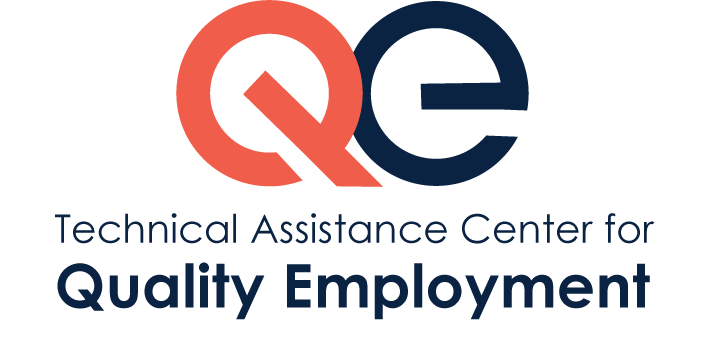 Qe
Technical Assistance Center for
Quality Employment